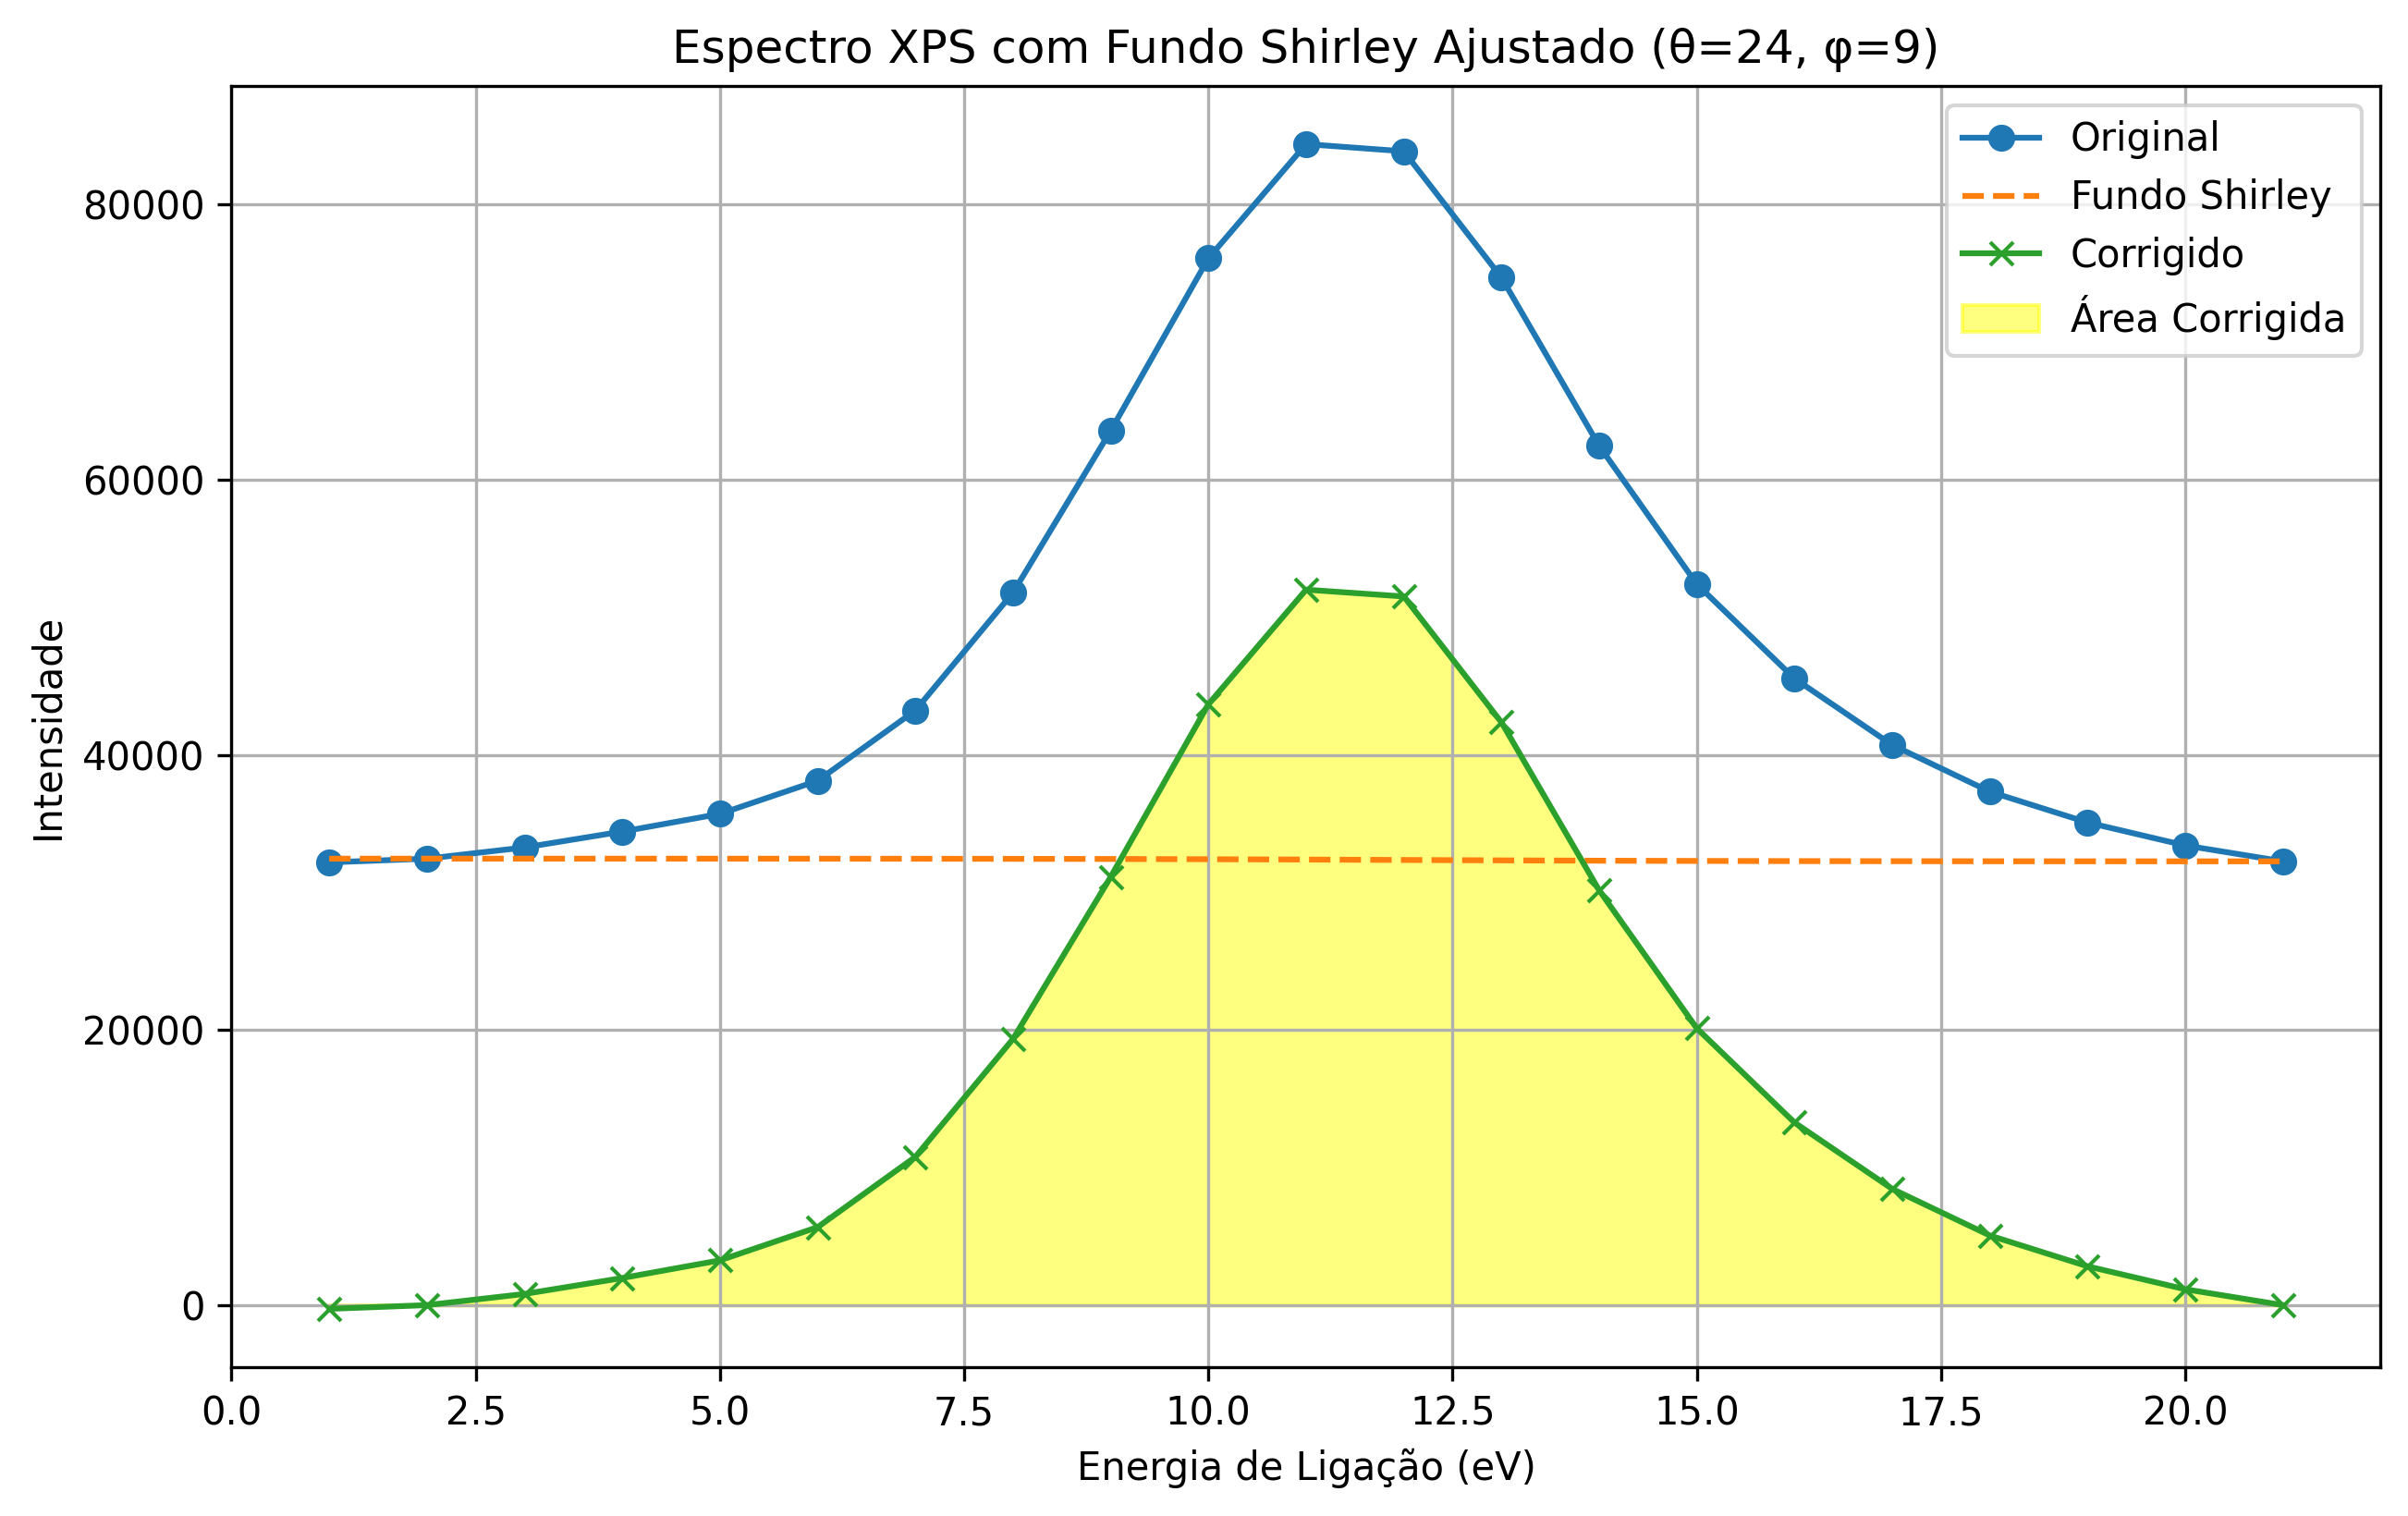 Espectro XPS com Fundo Shirley Ajustado (θ=24, φ=9)
Original
Fundo Shirley
Corrigido
Área Corrigida
Intensidade
80000
60000
40000
20000
0
0.0 2.5 5.0 7.5 10.0 12.5 15.0 17.5 20.0
Energia de Ligação (eV)